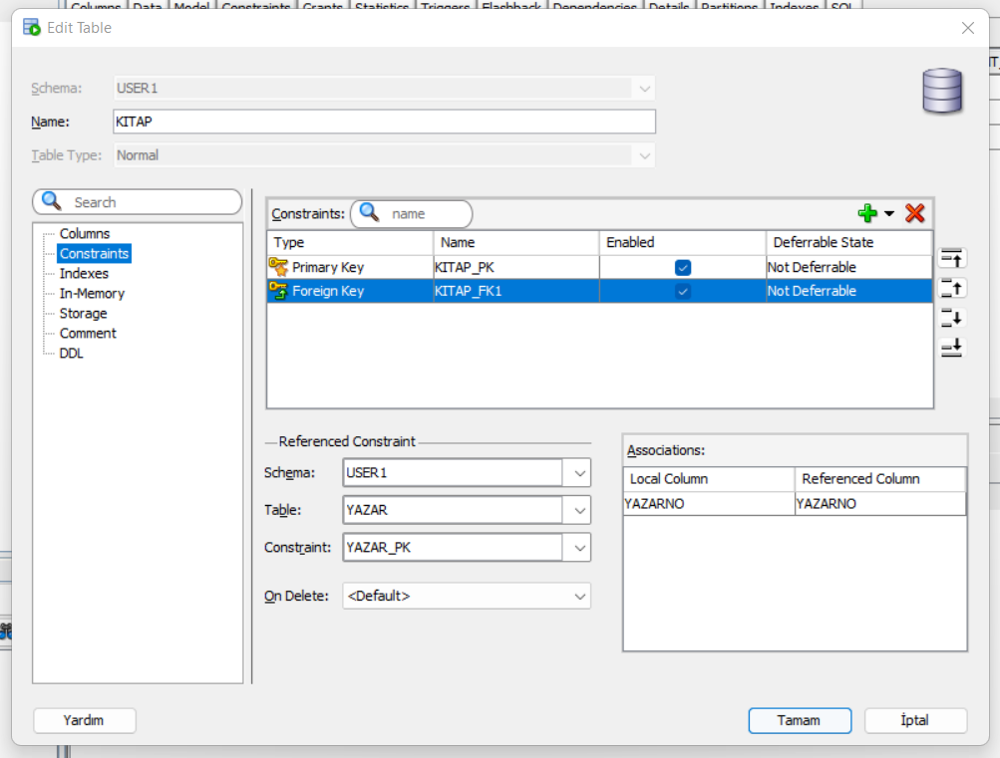 Columns Data Model Constraints Grants Statistics Triggers Flashback Dependencies Details Partitions Indexes SQL
Edit Table
Schema: USER1
Name: KITAP
Table Type: Normal
Search
Columns
Constraints
Indexes
In-Memory
Storage
Comment
DDL
Constraints: name
Type Name Enabled Deferrable State
Primary Key KITAP_PK Not Deferrable
Foreign Key KITAP_FK1 Not Deferrable
Referenced Constraint
Schema: USER1
Table: YAZAR
Constraint: YAZAR_PK
On Delete: <Default>
Associations:
Local Column Referenced Column
YAZARNO YAZARNO
Yardım Tamam İptal